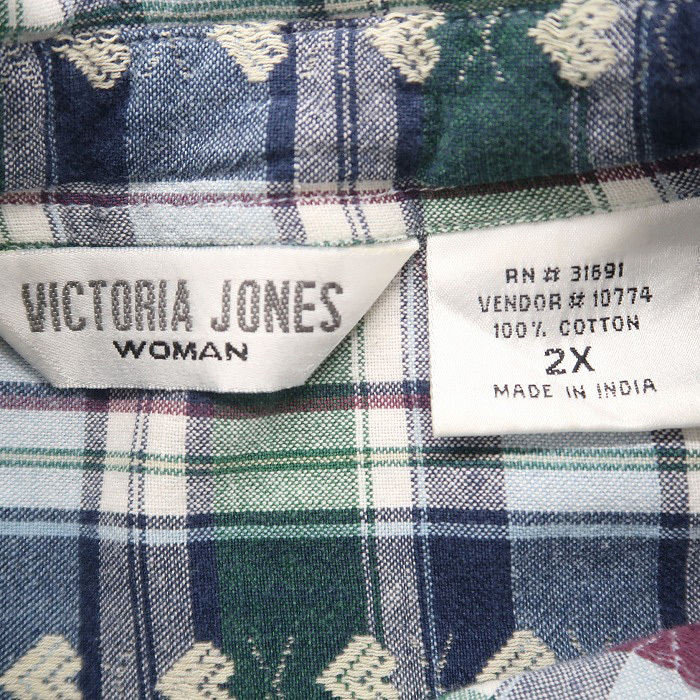 VICTORIA JONES
WOMAN
RN # 31691
VENDOR # 10774
100% COTTON
2X
MADE IN INDIA